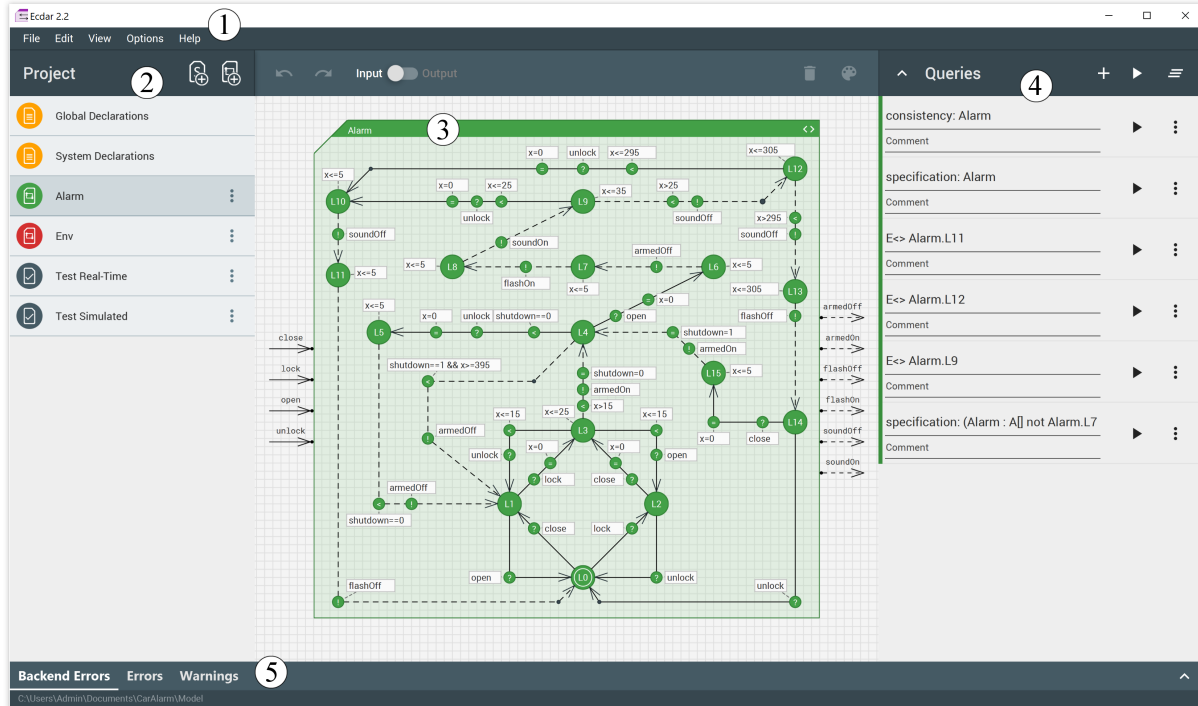 Ecdar 2.2
File Edit View Options Help
1
Project
2
Input Output
Queries
4
Global Declarations
System Declarations
Alarm
Env
Test Real-Time
Test Simulated
Alarm
3
x=0 unlock x<=295 x<=305
= ? < L12
x<=5
x=0 x<=25 x<=35 x>25
L10 = ? < L9 < !
unlock soundOff
x>295 <
! soundOff soundOff !
! soundOn armedOff
x<=5 L8 ! L7 ! L6 x<=5
L11 x<=5
flashOn x<=5 x<=305 L13
= x=0
x<=5 x=0 unlock shutdown==0 ? open flashOff !
L5 = ? < L4 = shutdown=1
! armedOn
shutdown==1 && x>=395
< = shutdown=0 L15 x<=5
! armedOn
x<=15 x<=25 < x>15 x<=15
< L3 < = ? L14
! armedOff x=0 close
x=0 x=0
unlock ? = = ? open
? lock close ?
armedOff
< ! L1 L2
shutdown==0
? close lock ?
open ? L0 ? unlock
flashOff unlock
! ?
close
lock
open
unlock
armedOff
armedOn
flashOff
flashOn
soundOff
soundOn
consistency: Alarm
Comment
specification: Alarm
Comment
E<> Alarm.L11
Comment
E<> Alarm.L12
Comment
E<> Alarm.L9
Comment
specification: (Alarm : A[] not Alarm.L7
Comment
Backend Errors Errors Warnings
5
C:\Users\Admin\Documents\CarAlarm\Model